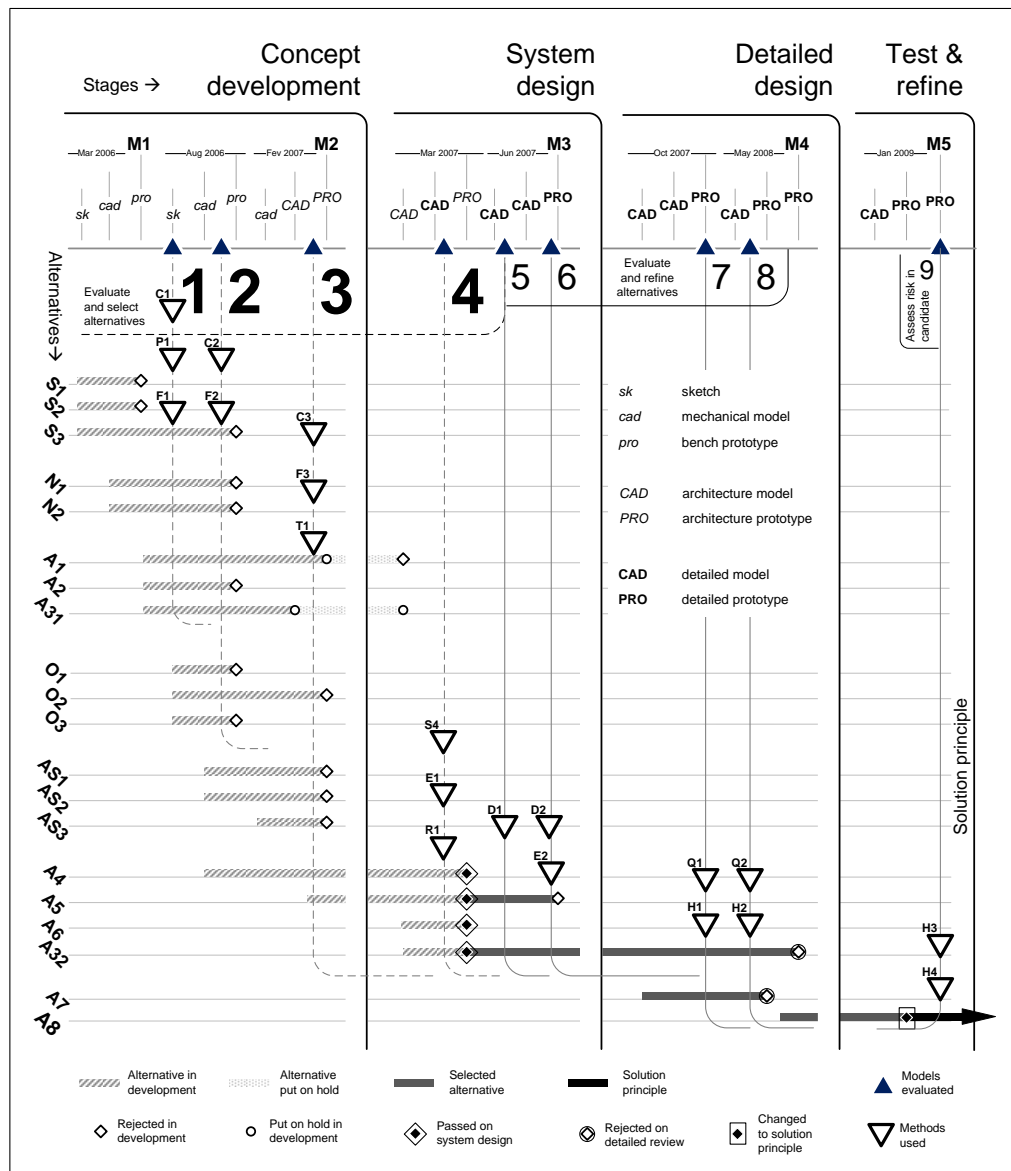 Stages →
Concept
development
System
design
Detailed
design
Test &
refine
M1
M2
M3
M4
M5
Mar 2006
Aug 2006
Fev 2007
Mar 2007
Jun 2007
Oct 2007
May 2008
Jan 2009
sk cad pro sk cad pro cad CAD PRO
CAD CAD PRO CAD CAD PRO
CAD CAD PRO CAD PRO
CAD PRO PRO
Alternatives →
Evaluate
and select
alternatives
1 2 3 4 5 6
Evaluate
and refine
alternatives
7 8
Assess risk in
candidate
9
C1
P1 C2
S1
S2 F1 F2
S3 C3
N1 F3
N2
T1
A1
A2
A31
O1
O2
O3
S4
AS1
AS2 E1
AS3 D1 D2
R1
A4 E2 Q1 Q2
A5
A6 H1 H2
A32 H3
A7 H4
A8
sk sketch
cad mechanical model
pro bench prototype
CAD architecture model
PRO architecture prototype
CAD detailed model
PRO detailed prototype
Solution principle
Alternative in
development
Alternative
put on hold
Selected
alternative
Solution
principle
Models
evaluated
Rejected in
development
Put on hold in
development
Passed on
system design
Rejected on
detailed review
Changed
to solution
principle
Methods
used